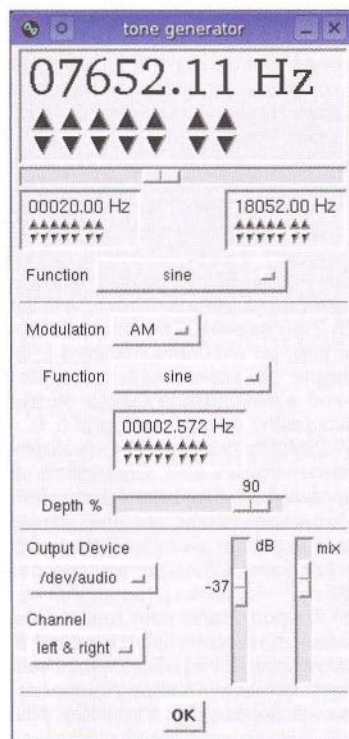 tone generator
07652.11 Hz
00020.00 Hz 18052.00 Hz
Function sine
Modulation AM
Function sine
00002.572 Hz
Depth % 90
Output Device dB mix
/dev/audio -37
Channel
left & right
OK